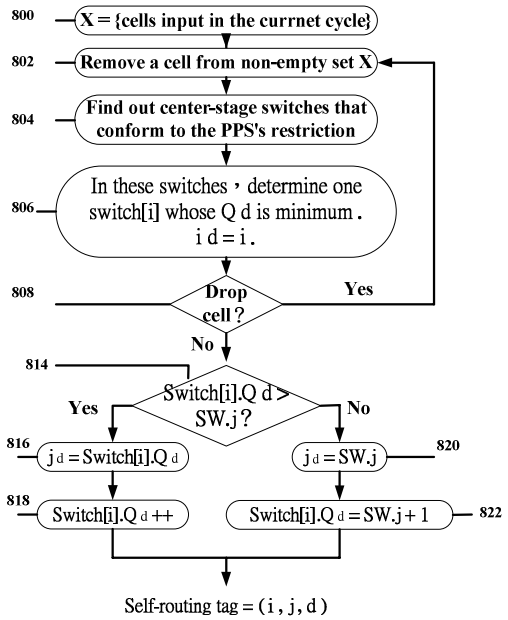 800
X = {cells input in the currnet cycle}
802
Remove a cell from non-empty set X
804
Find out center-stage switches that
conform to the PPS's restriction
806
In these switches，determine one
switch[i] whose Q d is minimum .
i d = i .
808
Drop
cell?
Yes
No
814
Switch[i].Q d >
SW.j?
Yes
No
816
j d = Switch[i].Q d
j d = SW.j
820
818
Switch[i].Q d ++
Switch[i].Q d = SW.j + 1
822
Self-routing tag = (i, j, d)